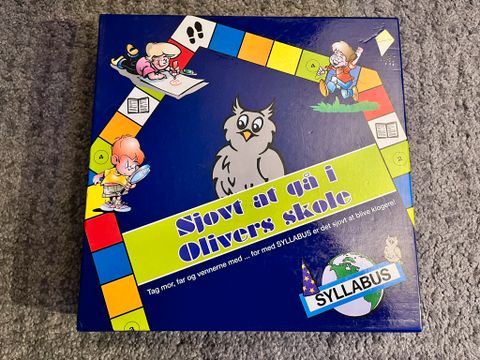 Sjovt at gå i
Olivers skole
Tag mor, far og vennerne med ... for med SYLLABUS er det sjovt at blive klogere!
SYLLABUS